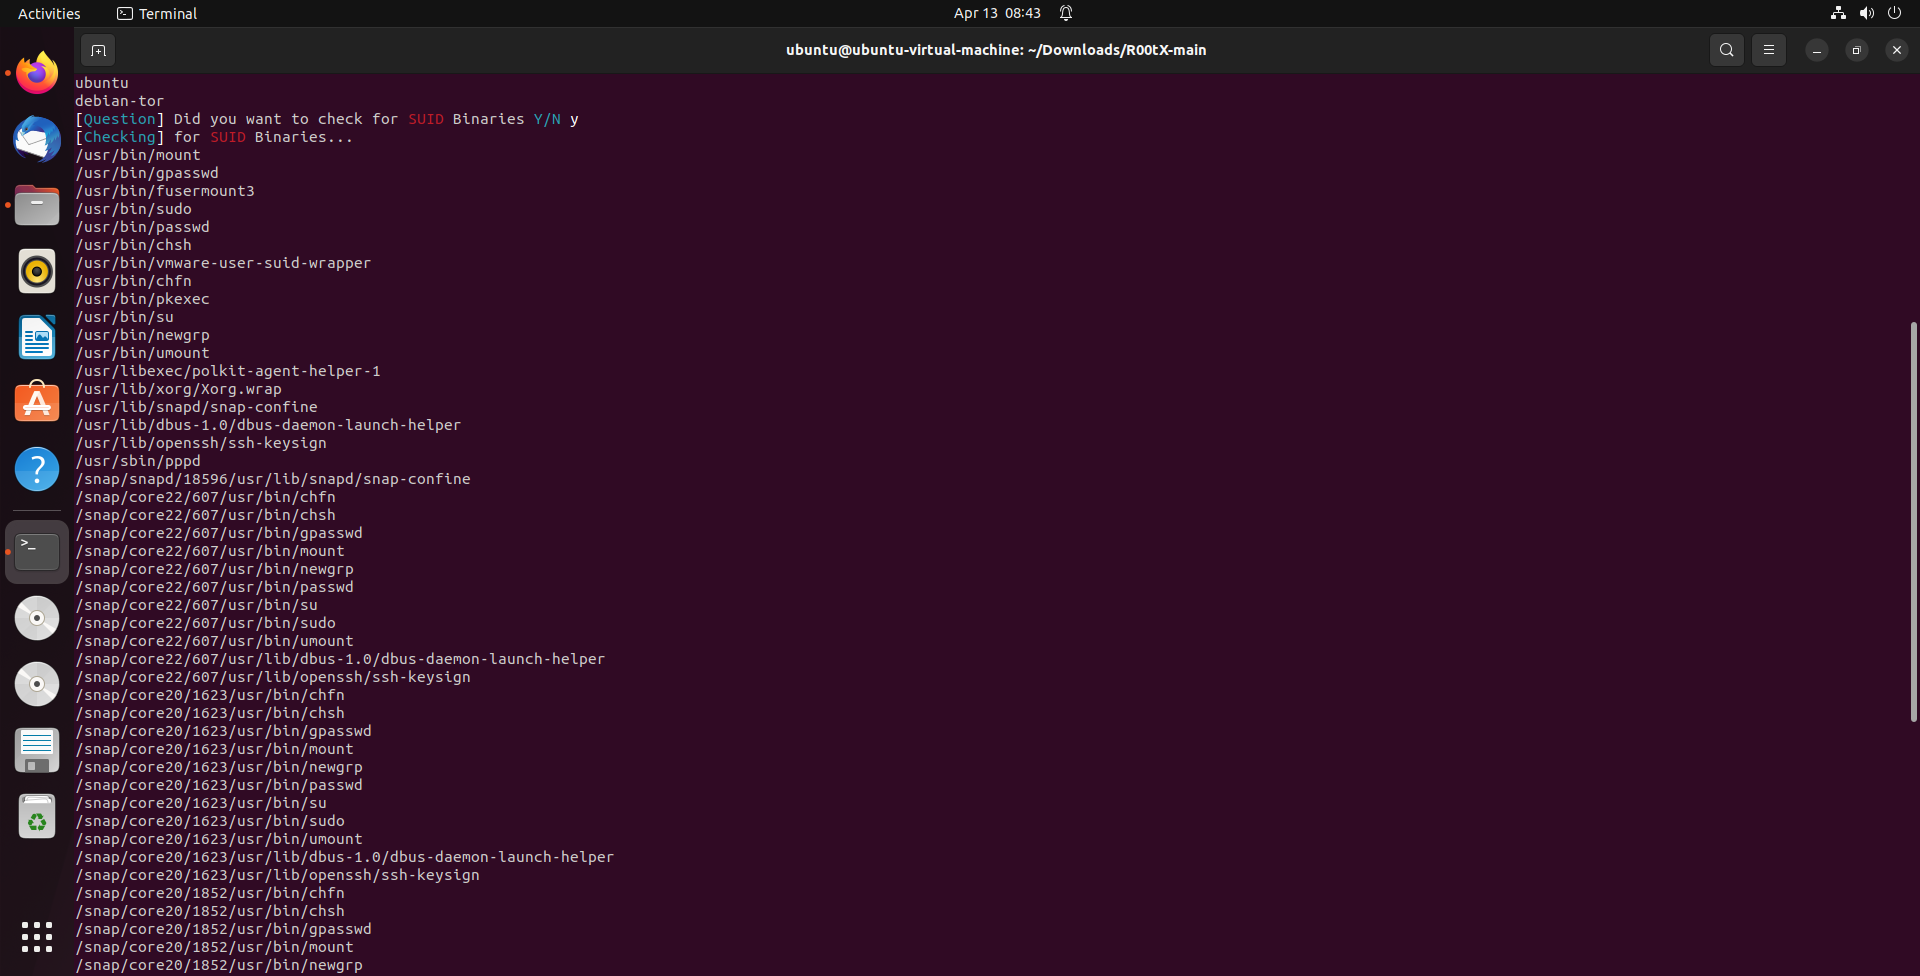 Activities
Terminal
Apr 13 08:43
ubuntu@ubuntu-virtual-machine: ~/Downloads/R00tX-main
ubuntu
debian-tor
[Question] Did you want to check for SUID Binaries Y/N y
[Checking] for SUID Binaries...
/usr/bin/mount
/usr/bin/gpasswd
/usr/bin/fusermount3
/usr/bin/sudo
/usr/bin/passwd
/usr/bin/chsh
/usr/bin/vmware-user-suid-wrapper
/usr/bin/chfn
/usr/bin/pkexec
/usr/bin/su
/usr/bin/newgrp
/usr/bin/umount
/usr/libexec/polkit-agent-helper-1
/usr/lib/xorg/Xorg.wrap
/usr/lib/snapd/snap-confine
/usr/lib/dbus-1.0/dbus-daemon-launch-helper
/usr/lib/openssh/ssh-keysign
/usr/sbin/pppd
/snap/snapd/18596/usr/lib/snapd/snap-confine
/snap/core22/607/usr/bin/chfn
/snap/core22/607/usr/bin/chsh
/snap/core22/607/usr/bin/gpasswd
/snap/core22/607/usr/bin/mount
/snap/core22/607/usr/bin/newgrp
/snap/core22/607/usr/bin/passwd
/snap/core22/607/usr/bin/su
/snap/core22/607/usr/bin/sudo
/snap/core22/607/usr/bin/umount
/snap/core22/607/usr/lib/dbus-1.0/dbus-daemon-launch-helper
/snap/core22/607/usr/lib/openssh/ssh-keysign
/snap/core20/1623/usr/bin/chfn
/snap/core20/1623/usr/bin/chsh
/snap/core20/1623/usr/bin/gpasswd
/snap/core20/1623/usr/bin/mount
/snap/core20/1623/usr/bin/newgrp
/snap/core20/1623/usr/bin/passwd
/snap/core20/1623/usr/bin/su
/snap/core20/1623/usr/bin/sudo
/snap/core20/1623/usr/bin/umount
/snap/core20/1623/usr/lib/dbus-1.0/dbus-daemon-launch-helper
/snap/core20/1623/usr/lib/openssh/ssh-keysign
/snap/core20/1852/usr/bin/chfn
/snap/core20/1852/usr/bin/chsh
/snap/core20/1852/usr/bin/gpasswd
/snap/core20/1852/usr/bin/mount
/snap/core20/1852/usr/bin/newgrp